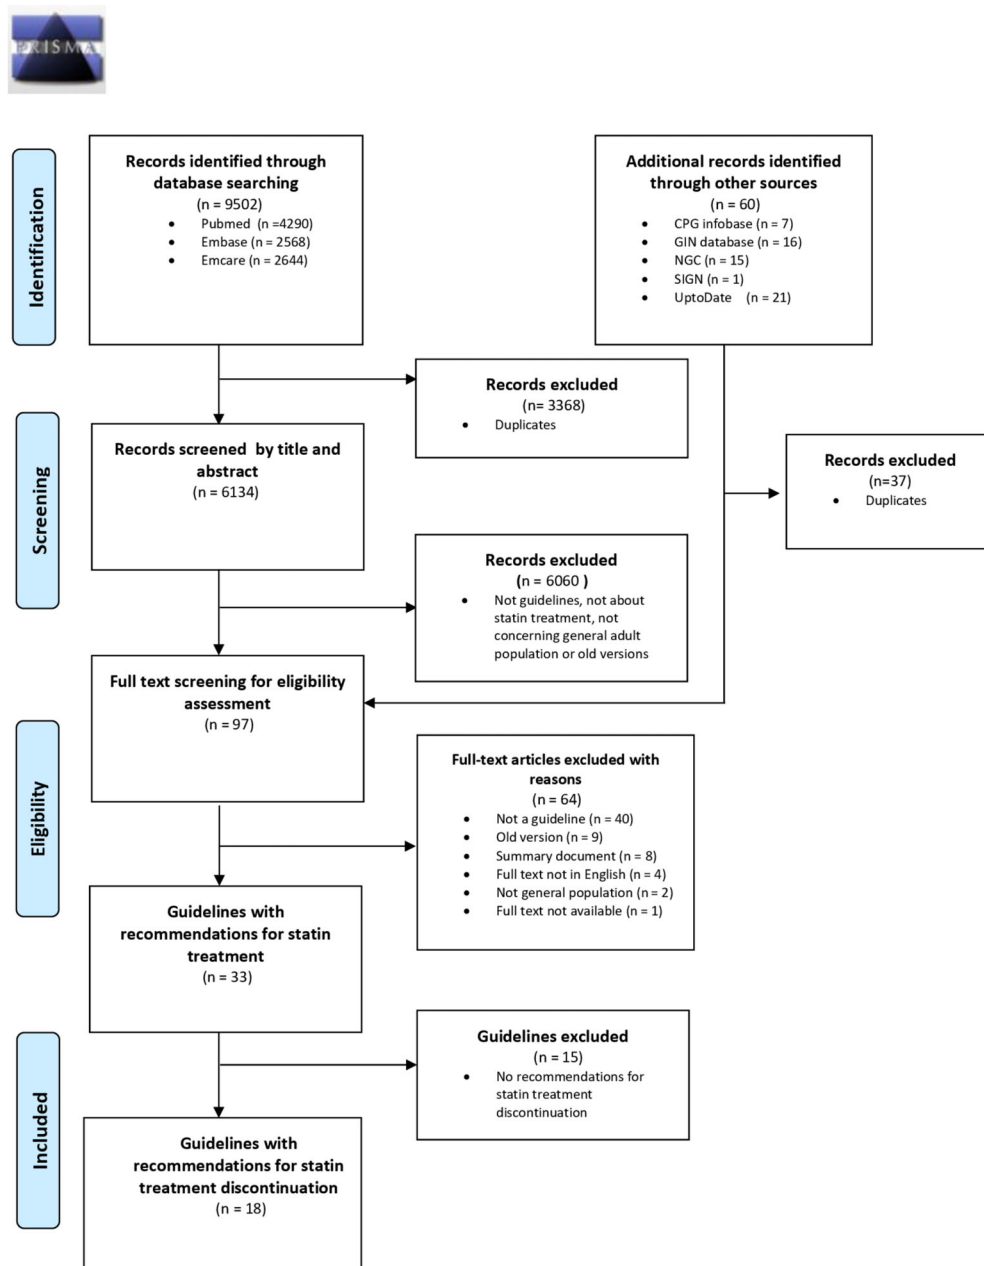 PRISMA
Identification
Records identified through
database searching
(n = 9502)
• Pubmed (n =4290)
• Embase (n = 2568)
• Emcare (n = 2644)
Additional records identified
through other sources
(n = 60)
• CPG infobase (n = 7)
• GIN database (n = 16)
• NGC (n = 15)
• SIGN (n = 1)
• UptoDate (n = 21)
Records excluded
(n= 3368)
• Duplicates
Screening
Records screened by title and
abstract
(n = 6134)
Records excluded
(n=37)
• Duplicates
Records excluded
(n = 6060 )
• Not guidelines, not about
statin treatment, not
concerning general adult
population or old versions
Full text screening for eligibility
assessment
(n = 97)
Eligibility
Full-text articles excluded with
reasons
(n = 64)
• Not a guideline (n = 40)
• Old version (n = 9)
• Summary document (n = 8)
• Full text not in English (n = 4)
• Not general population (n = 2)
• Full text not available (n = 1)
Guidelines with
recommendations for statin
treatment
(n = 33)
Guidelines excluded
(n = 15)
• No recommendations for
statin treatment
discontinuation
Included
Guidelines with
recommendations for statin
treatment discontinuation
(n = 18)